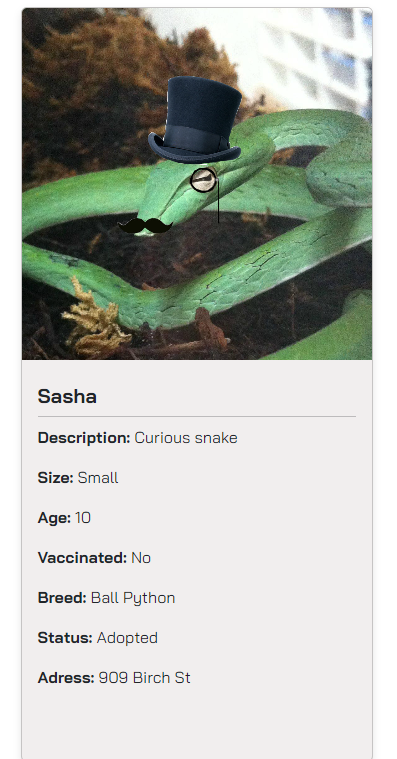 Sasha
Description: Curious snake
Size: Small
Age: 10
Vaccinated: No
Breed: Ball Python
Status: Adopted
Adress: 909 Birch St